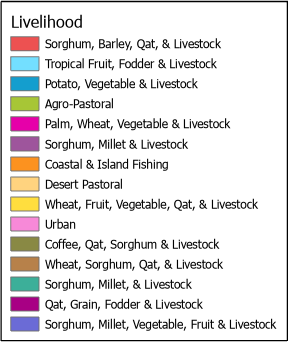 Livelihood
Sorghum, Barley, Qat, & Livestock
Tropical Fruit, Fodder & Livestock
Potato, Vegetable & Livestock
Agro-Pastoral
Palm, Wheat, Vegetable & Livestock
Sorghum, Millet & Livestock
Coastal & Island Fishing
Desert Pastoral
Wheat, Fruit, Vegetable, Qat, & Livestock
Urban
Coffee, Qat, Sorghum & Livestock
Wheat, Sorghum, Qat, & Livestock
Sorghum, Millet, & Livestock
Qat, Grain, Fodder & Livestock
Sorghum, Millet, Vegetable, Fruit & Livestock